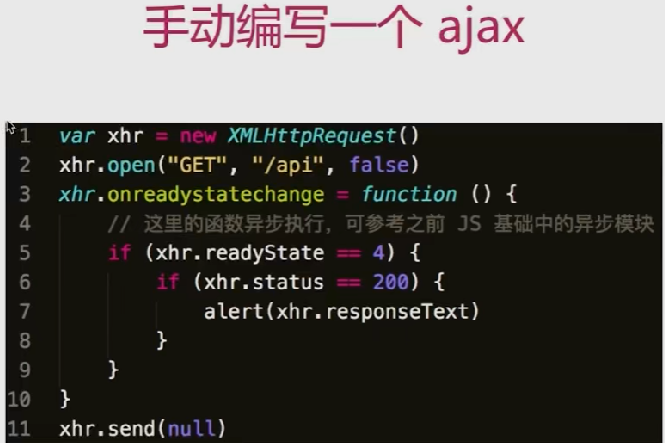 手动编写一个 ajax
1 var xhr = new XMLHttpRequest()
2 xhr.open("GET", "/api", false)
3 xhr.onreadystatechange = function () {
4     // 这里的函数异步执行，可参考之前 JS 基础中的异步模块
5     if (xhr.readyState == 4) {
6         if (xhr.status == 200) {
7             alert(xhr.responseText)
8         }
9     }
10 }
11 xhr.send(null)